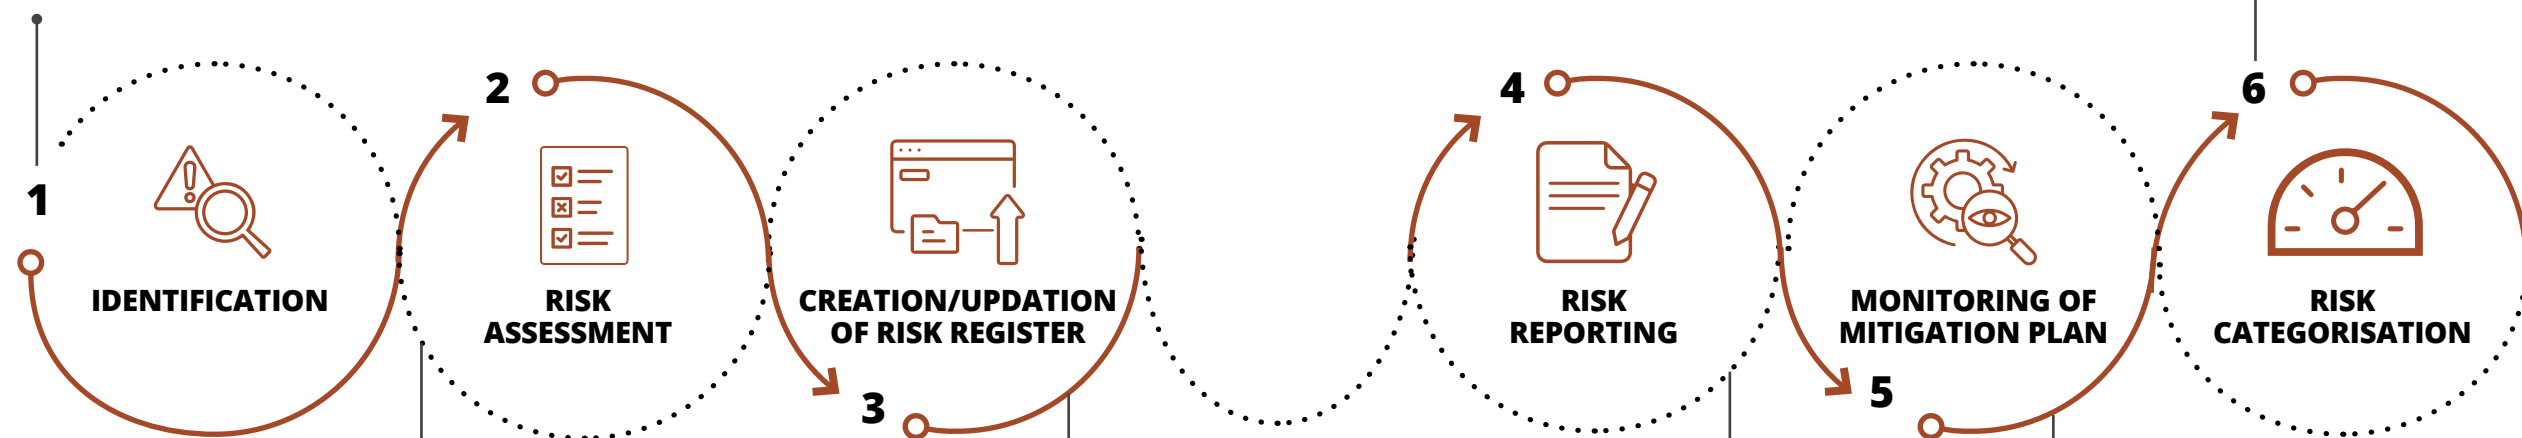 1
IDENTIFICATION
2
RISK
ASSESSMENT
CREATION/UPDATION
OF RISK REGISTER
3
4
RISK
REPORTING
MONITORING OF
MITIGATION PLAN
5
6
RISK
CATEGORISATION